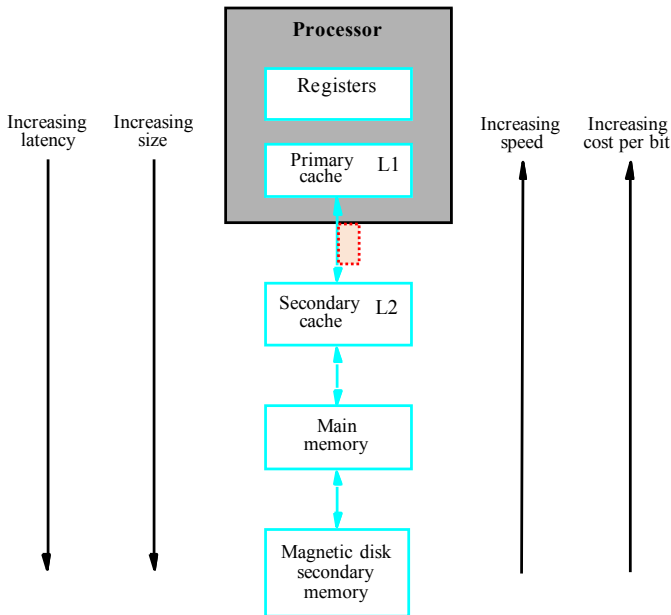 Processor
Registers
Increasing
latency
Increasing
size
Increasing
speed
Increasing
cost per bit
Primary
cache
L1
Secondary
cache
L2
Main
memory
Magnetic disk
secondary
memory